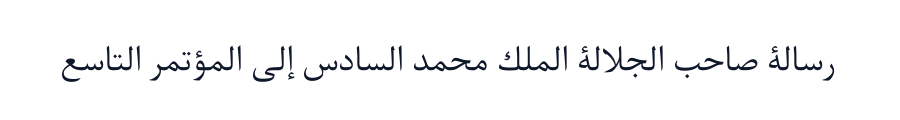 رسالة صاحب الجلالة الملك محمد السادس إلى المؤتمر التاسع